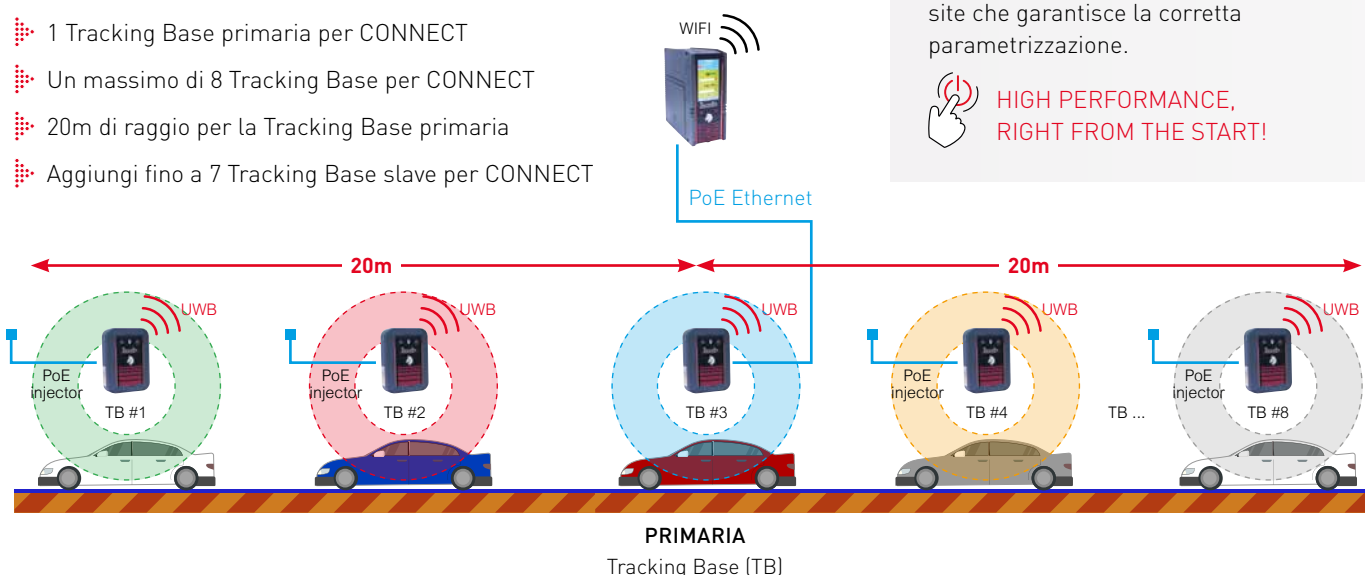 1 Tracking Base primaria per CONNECT
Un massimo di 8 Tracking Base per CONNECT
20m di raggio per la Tracking Base primaria
Aggiungi fino a 7 Tracking Base slave per CONNECT
WIFI
site che garantisce la corretta
parametrizzazione.
HIGH PERFORMANCE,
RIGHT FROM THE START!
PoE Ethernet
20m
20m
UWB
UWB
UWB
UWB
UWB
PoE
injector
TB #1
PoE
injector
TB #2
TB #3
PoE
injector
TB #4
TB ...
PoE
injector
TB #8
PRIMARIA
Tracking Base (TB)